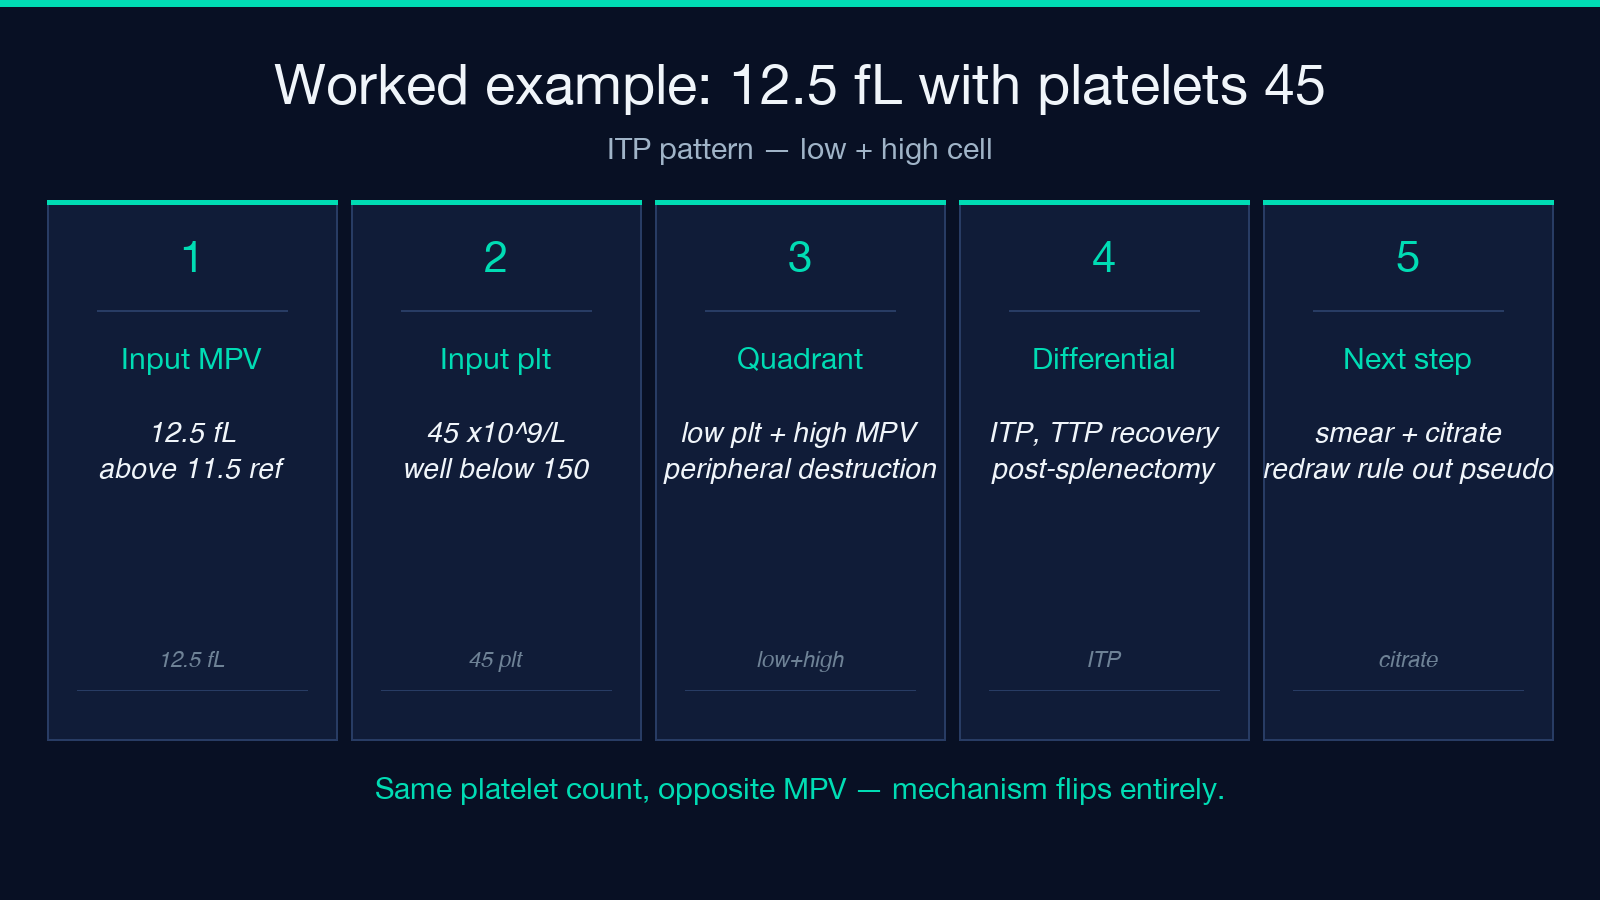 Worked example: 12.5 fL with platelets 45
ITP pattern — low + high cell
1
Input MPV
12.5 fL
above 11.5 ref
12.5 fL
2
Input plt
45 x10^9/L
well below 150
45 plt
3
Quadrant
low plt + high MPV
peripheral destruction
low+high
4
Differential
ITP, TTP recovery
post-splenectomy
ITP
5
Next step
smear + citrate
redraw rule out pseudo
citrate
Same platelet count, opposite MPV — mechanism flips entirely.